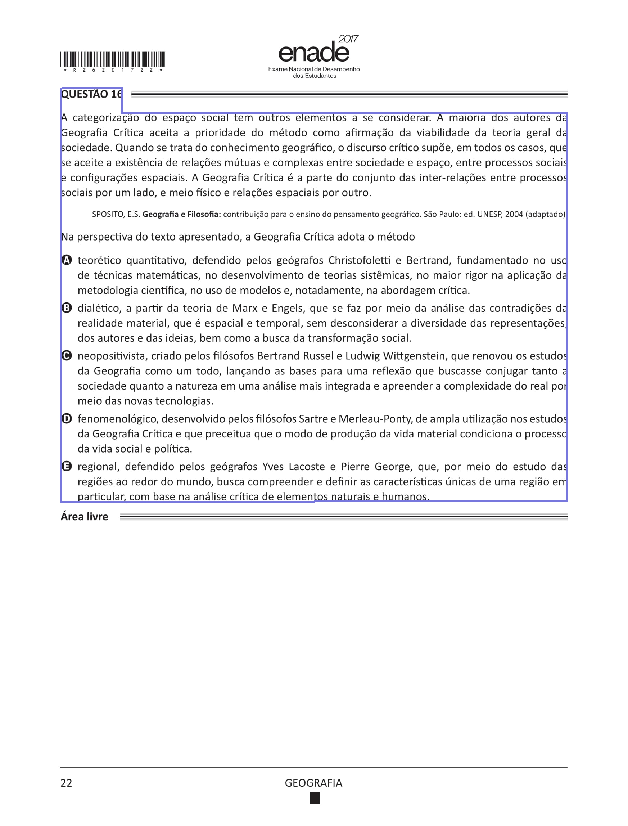 *R2620172229*
enade
2017
Exame Nacional de Desempenho
dos Estudantes
QUESTÃO 16
A categorização do espaço social tem outros elementos a se considerar. A maioria dos autores da
Geografia Crítica aceita a prioridade do método como afirmação da viabilidade da teoria geral da
sociedade. Quando se trata do conhecimento geográfico, o discurso crítico supõe, em todos os casos, que
se aceite a existência de relações mútuas e complexas entre sociedade e espaço, entre processos sociais
e configurações espaciais. A Geografia Crítica é a parte do conjunto das inter-relações entre processos
sociais por um lado, e meio físico e relações espaciais por outro.
SPOSITO, E.S. Geografia e Filosofia: contribuição para o ensino do pensamento geográfico. São Paulo: ed. UNESP, 2004 (adaptado)
Na perspectiva do texto apresentado, a Geografia Crítica adota o método
A teorético quantitativo, defendido pelos geógrafos Christofoletti e Bertrand, fundamentado no uso
de técnicas matemáticas, no desenvolvimento de teorias sistêmicas, no maior rigor na aplicação da
metodologia científica, no uso de modelos e, notadamente, na abordagem crítica.
B dialético, a partir da teoria de Marx e Engels, que se faz por meio da análise das contradições da
realidade material, que é espacial e temporal, sem desconsiderar a diversidade das representações,
dos autores e das ideias, bem como a busca da transformação social.
C neopositivista, criado pelos filósofos Bertrand Russel e Ludwig Wittgenstein, que renovou os estudos
da Geografia como um todo, lançando as bases para uma reflexão que buscasse conjugar tanto a
sociedade quanto a natureza em uma análise mais integrada e apreender a complexidade do real por
meio das novas tecnologias.
D fenomenológico, desenvolvido pelos filósofos Sartre e Merleau-Ponty, de ampla utilização nos estudos
da Geografia Crítica e que preceitua que o modo de produção da vida material condiciona o processo
da vida social e política.
E regional, defendido pelos geógrafos Yves Lacoste e Pierre George, que, por meio do estudo das
regiões ao redor do mundo, busca compreender e definir as características únicas de uma região em
particular, com base na análise crítica de elementos naturais e humanos.
Área livre
22
GEOGRAFIA